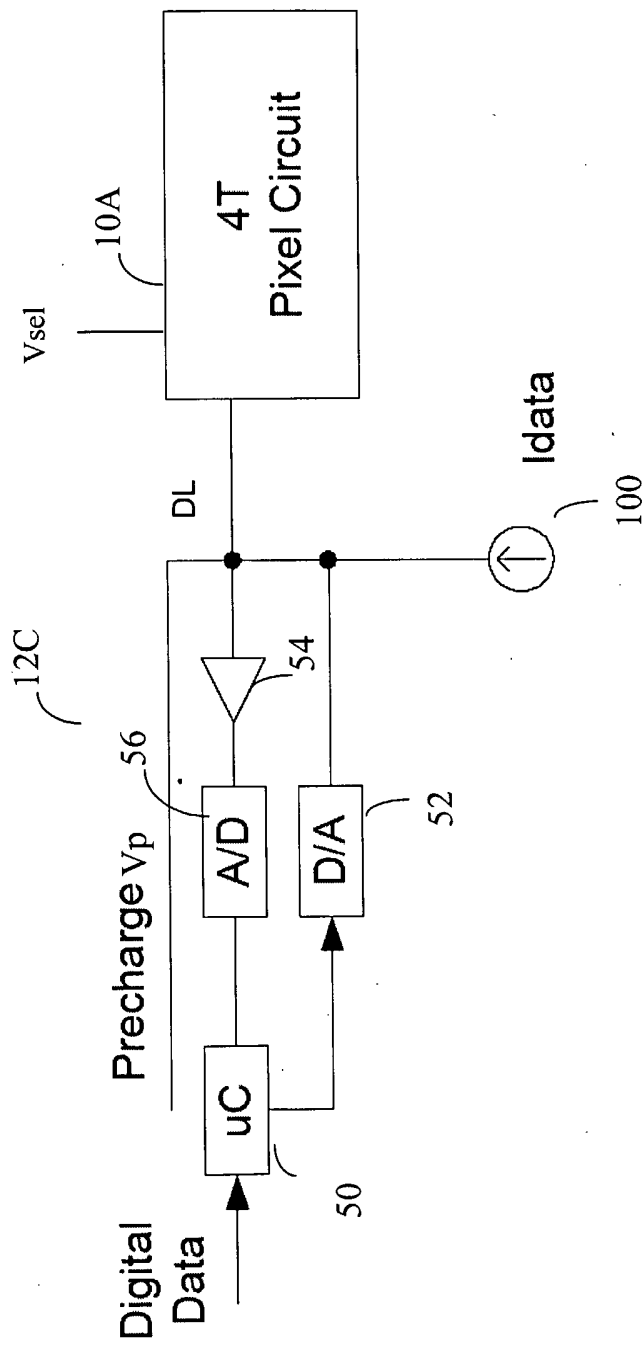 12C
Vsel
10A
Precharge Vp
56
DL
4T
Pixel Circuit
Digital
Data
uC
A/D
54
D/A
50
52
Idata
100